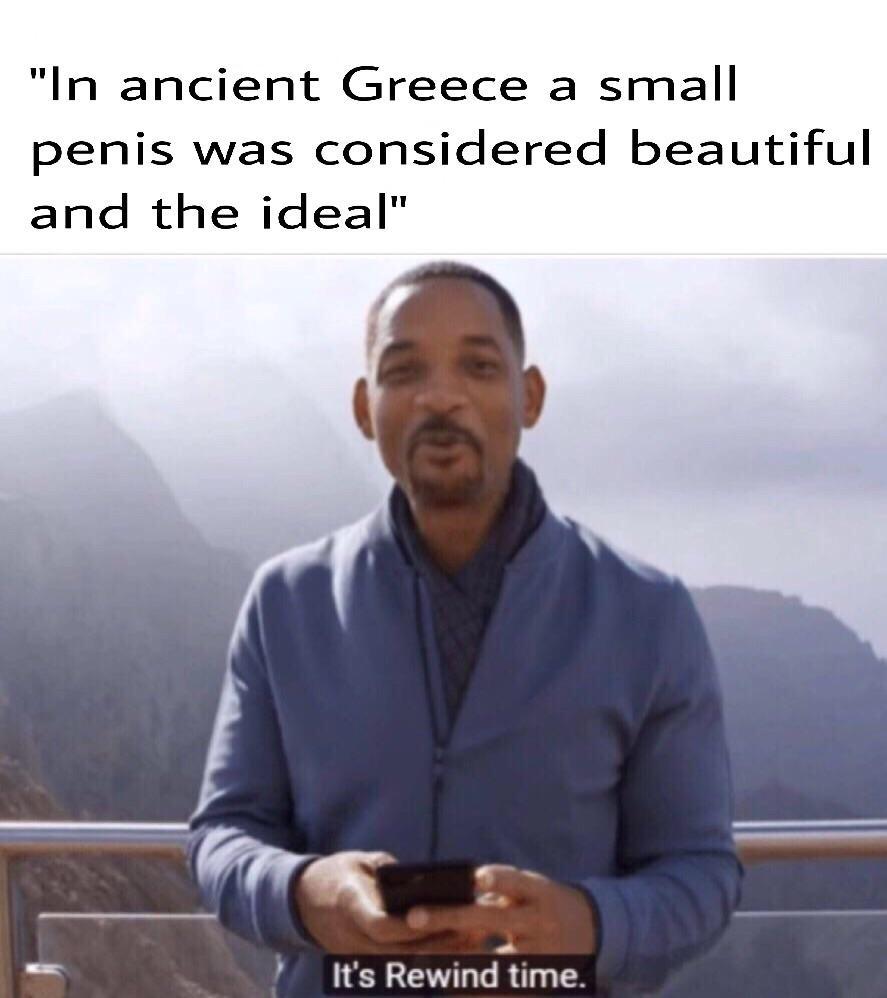 "In ancient Greece a small
penis was considered beautiful
and the ideal"
It's Rewind time.